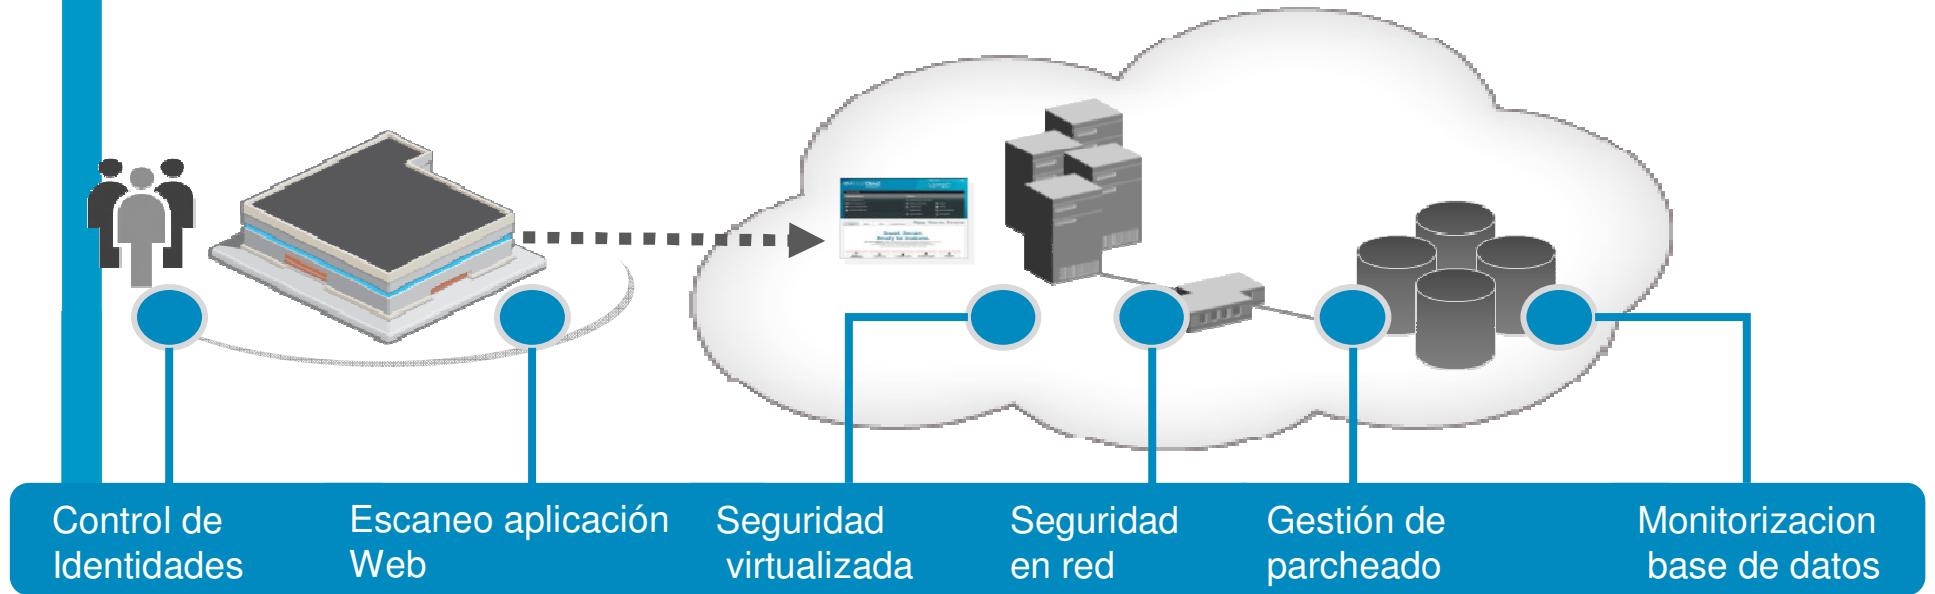 Control de
Identidades
Escaneo aplicación
Web
Seguridad
virtualizada
Seguridad
en red
Gestión de
parcheado
Monitorizacion
base de datos